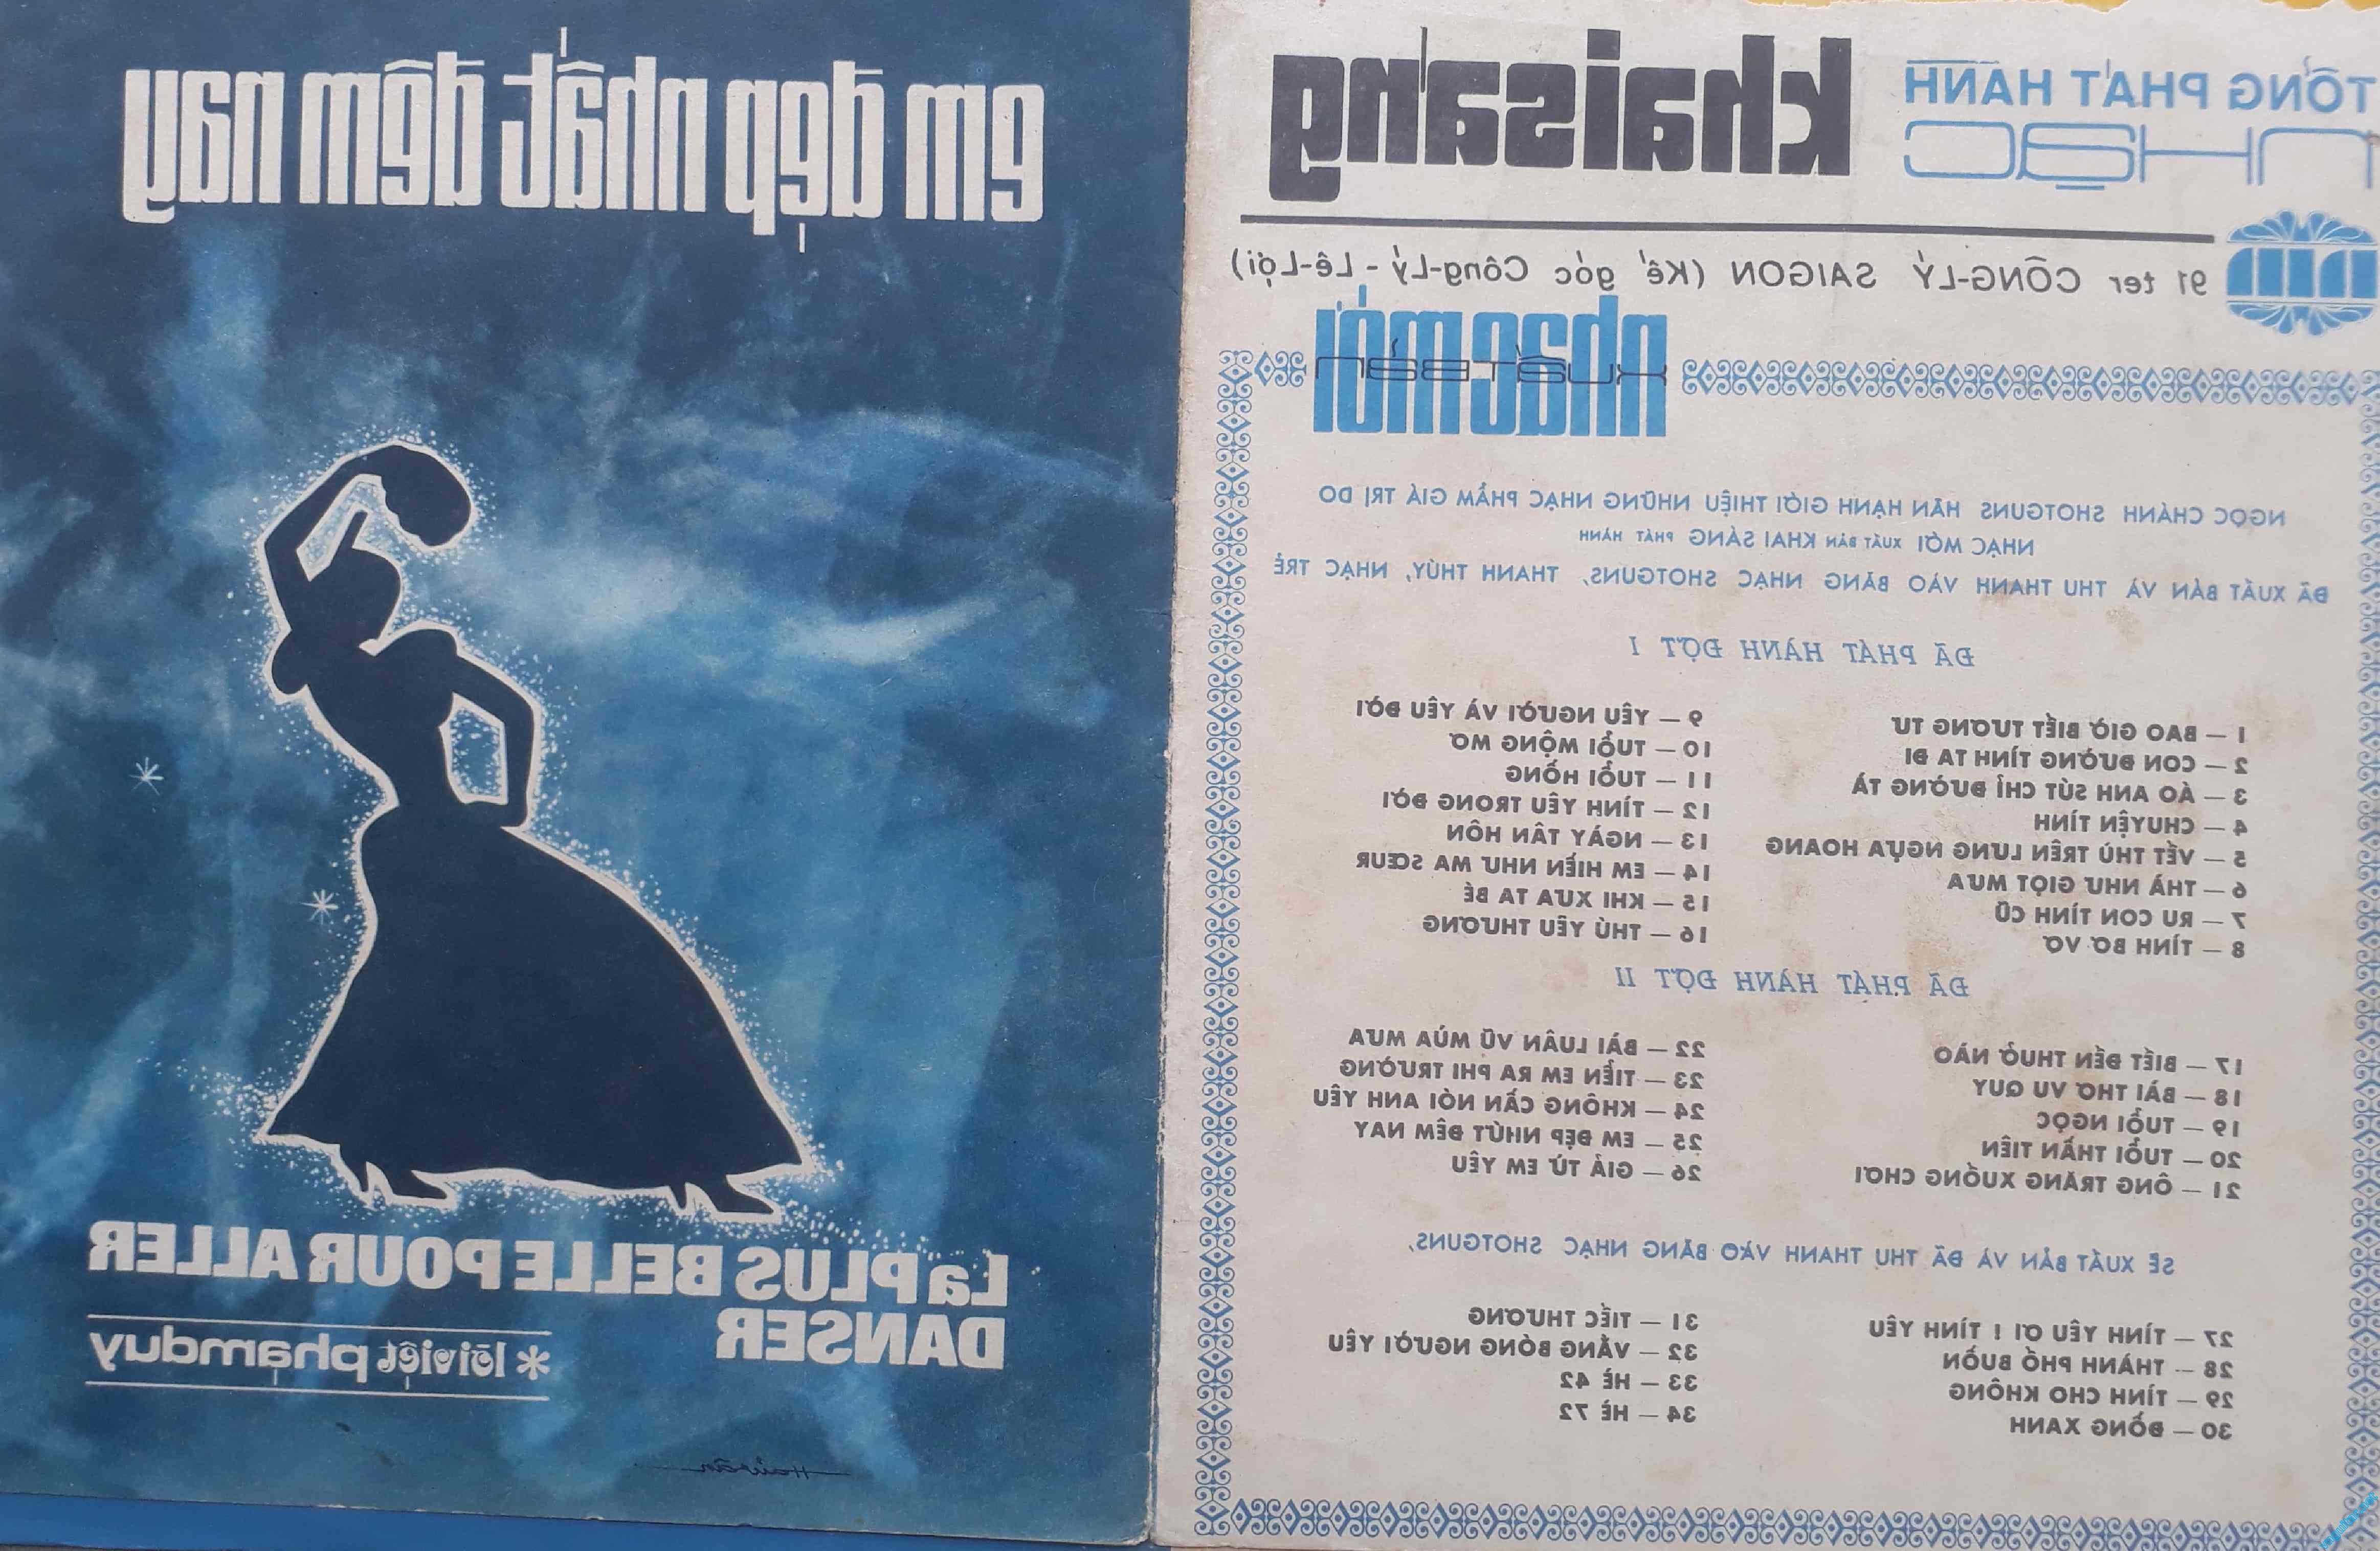 em đẹp nhất đêm nay
La PLUS BELLE POUR ALLER
DANSER
* lời việt phạmduy
TỔNG PHÁT HÀNH
NHẠC
khaisáng
91 ter CÔNG-LÝ SAIGON (Kế góc Công-Lý - Lê-Lợi)
nhạc mới
XUẤT BẢN
NGỌC CHÁNH SHOTGUNS HÂN HẠNH GIỚI THIỆU NHỮNG NHẠC PHẨM GIÁ TRỊ DO
NHẠC MỚI XUẤT BẢN KHAI SÁNG PHÁT HÀNH
ĐÃ XUẤT BẢN VÀ THU THANH VÀO BĂNG NHẠC SHOTGUNS, THANH THÚY, NHẠC TRẺ
ĐÃ PHÁT HÀNH ĐỢT I
1 — BAO GIỜ BIẾT TƯƠNG TƯ
2 — CON ĐƯỜNG TÌNH TA ĐI
3 — ÁO ANH SÚT CHỈ ĐƯỜNG TÀ
4 — CHUYỆN TÌNH
5 — VẾT THÙ TRÊN LƯNG NGỰA HOANG
6 — THÀ NHƯ GIỌT MƯA
7 — RU CON TÌNH CŨ
8 — TÌNH BƠ VƠ
9 — YÊU NGƯỜI VÀ YÊU ĐỜI
10 — TUỔI MỘNG MƠ
11 — TUỔI HỒNG
12 — TÌNH YÊU TRONG ĐỜI
13 — NGÀY TÂN HÔN
14 — EM HIỀN NHƯ MA SŒUR
15 — KHI XƯA TA BÉ
16 — THÙ YÊU THƯƠNG
ĐÃ PHÁT HÀNH ĐỢT II
17 — BIẾT ĐẾN THUỞ NÀO
18 — BÀI THƠ VU QUY
19 — TUỔI NGỌC
20 — TUỔI THẦN TIÊN
21 — ÔNG TRĂNG XUỐNG CHƠI
22 — BÀI LUÂN VŨ MÙA MƯA
23 — TIỄN EM RA PHI TRƯỜNG
24 — KHÔNG CẦN NÓI ANH YÊU
25 — EM ĐẸP NHỨT ĐÊM NAY
26 — GIÃ TỪ EM YÊU
SẼ XUẤT BẢN VÀ ĐÃ THU THANH VÀO BĂNG NHẠC SHOTGUNS,
27 — TÌNH YÊU ƠI ! TÌNH YÊU
28 — THÀNH PHỐ BUỒN
29 — TÌNH CHO KHÔNG
30 — ĐỒNG XANH
31 — TIẾC THƯƠNG
32 — VẮNG BÓNG NGƯỜI YÊU
33 — HÈ 42
34 — HÈ 72